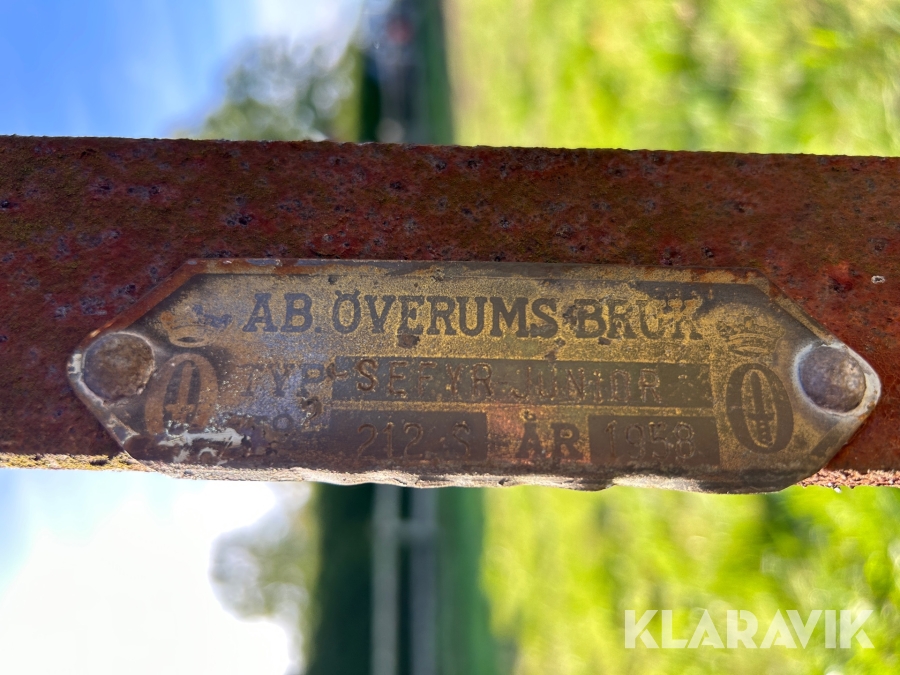 AB. ÖVERUMS BRUK
TYP SEFYR JUNIOR
212 S ÅR 1958
KLARAVIK